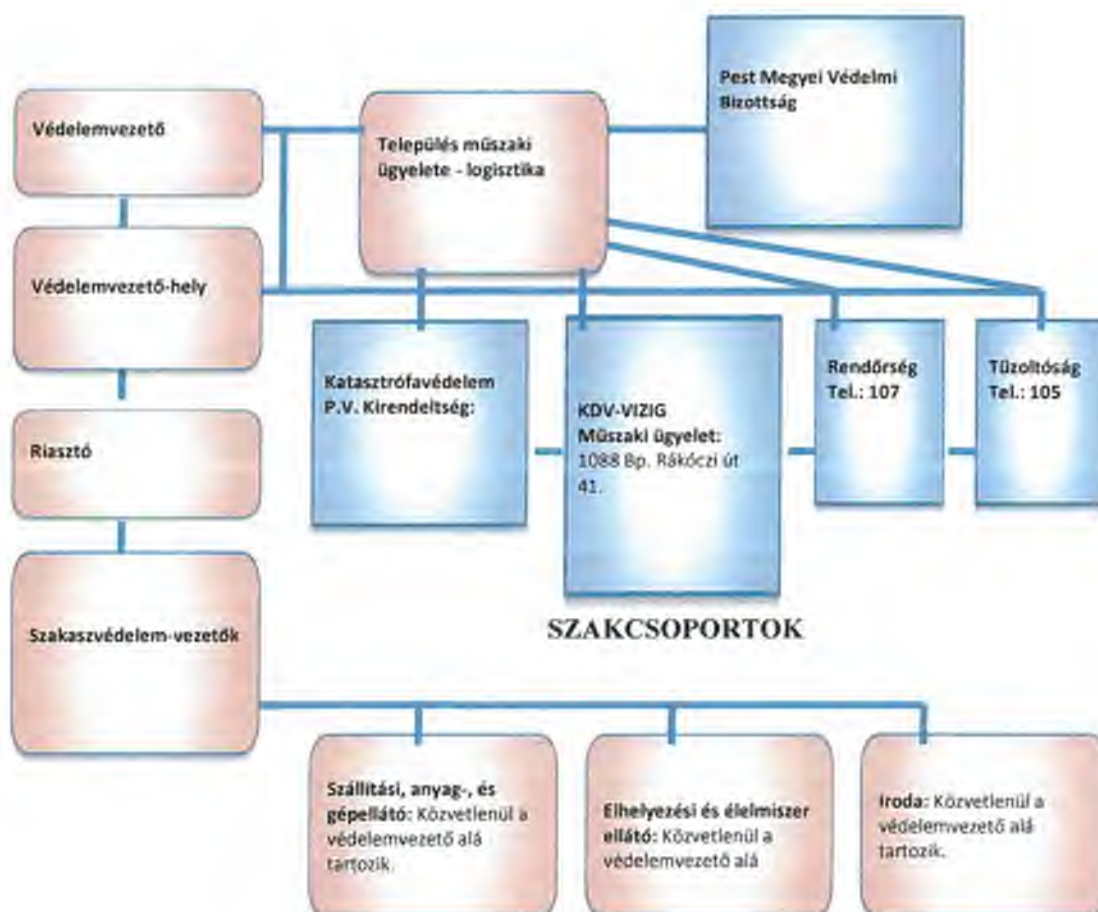 Pest Megyei Védelmi
Bizottság
Védelemvezető
Település műszaki
ügyelete - logisztika
Védelemvezető-hely
Katasztrófavédelem
P.V. Kirendeltség:
KDV-VIZIG
Műszaki ügyelet:
1088 Bp. Rákóczi út
41.
Rendőrség
Tel.: 107
Tűzoltóság
Tel.: 105
Riasztó
Szakaszvédelem-vezetők
SZAKCSOPORTOK
Szállítási, anyag-, és
gépellátó: Közvetlenül a
védelemvezető alá
tartozik.
Elhelyezési és élelmiszer
ellátó: Közvetlenül a
védelemvezető alá
Iroda: Közvetlenül a
védelemvezető alá
tartozik.